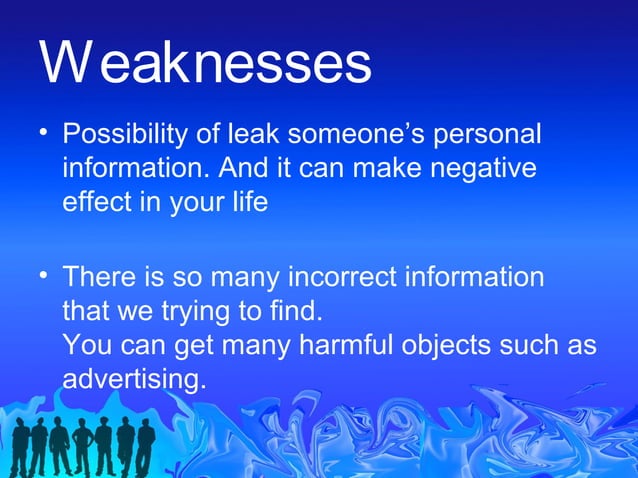 Weaknesses
• Possibility of leak someone’s personal
information. And it can make negative
effect in your life
• There is so many incorrect information
that we trying to find.
You can get many harmful objects such as
advertising.